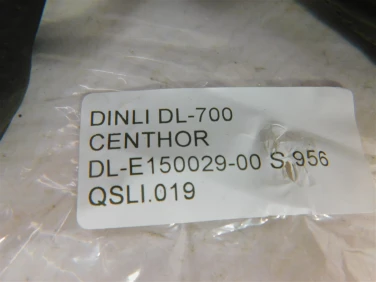 DINLI DL-700
CENTHOR
DL-E150029-00 S.956
QSLI.019